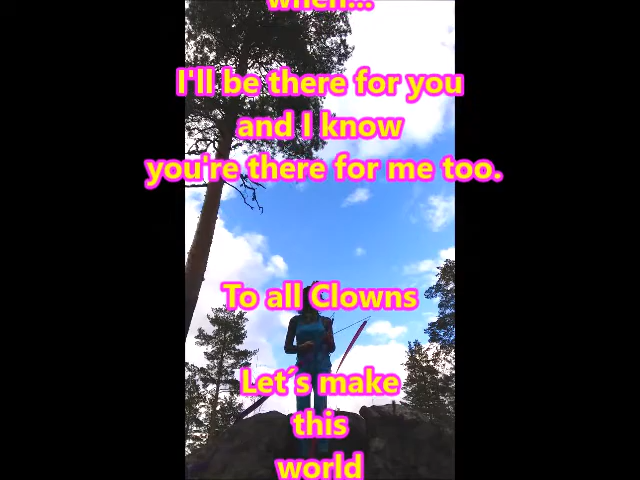 when...
I'll be there for you
and I know
you're there for me too.
To all Clowns
Let´s make
this
world